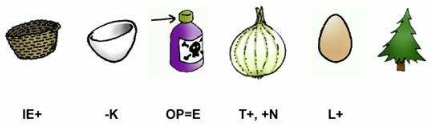 IE+ -K OP=E T+, +N L+